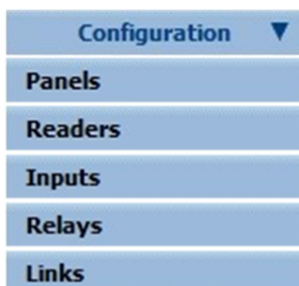 Configuration ▼
Panels
Readers
Inputs
Relays
Links